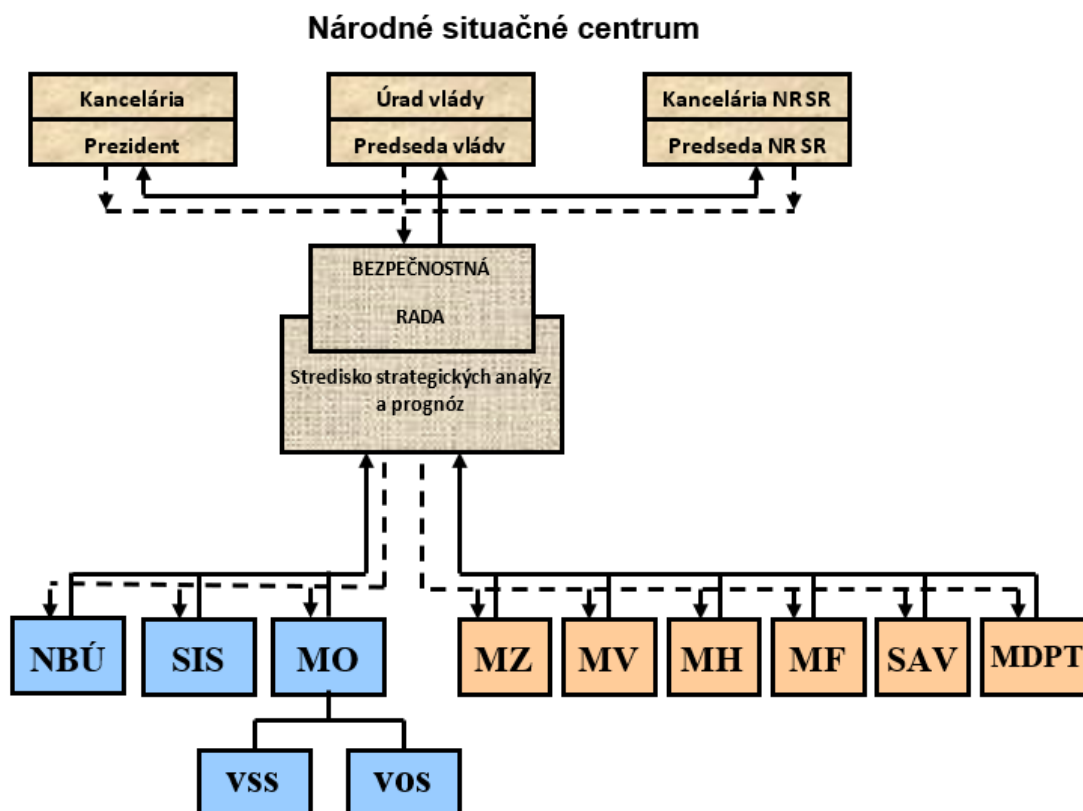 Národné situačné centrum
Kancelária
Prezident
Úrad vlády
Predseda vládv
Kancelária NR SR
Predseda NR SR
BEZPEČNOSTNÁ
RADA
Stredisko strategických analýz
a prognóz
NBÚ
SIS
MO
MZ
MV
MH
MF
SAV
MDPT
VSS
VOS